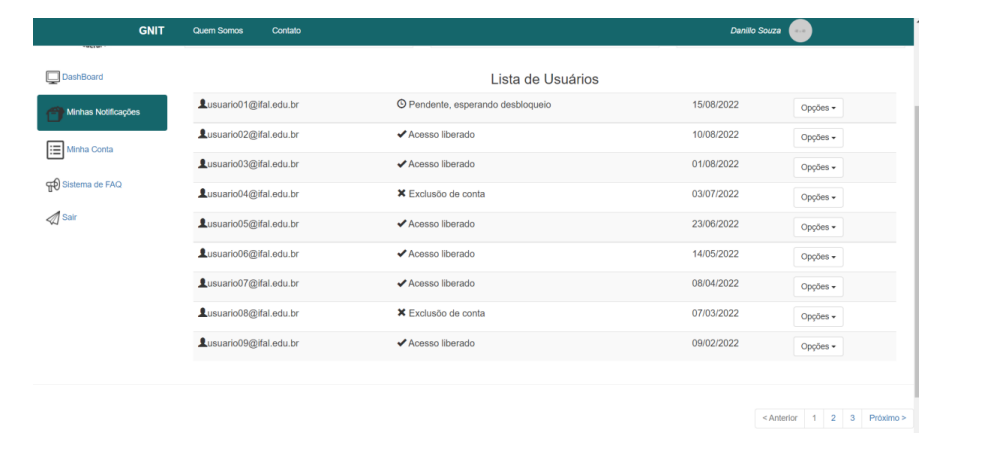 GNIT Quem Somos Contato Danillo Souza
DashBoard
Minhas Notificações
Minha Conta
Sistema de FAQ
Sair
Lista de Usuários
usuario01@ifal.edu.br Pendente, esperando desbloqueio 15/08/2022 Opções
usuario02@ifal.edu.br Acesso liberado 10/08/2022 Opções
usuario03@ifal.edu.br Acesso liberado 01/08/2022 Opções
usuario04@ifal.edu.br Exclusõo de conta 03/07/2022 Opções
usuario05@ifal.edu.br Acesso liberado 23/06/2022 Opções
usuario06@ifal.edu.br Acesso liberado 14/05/2022 Opções
usuario07@ifal.edu.br Acesso liberado 08/04/2022 Opções
usuario08@ifal.edu.br Exclusõo de conta 07/03/2022 Opções
usuario09@ifal.edu.br Acesso liberado 09/02/2022 Opções
< Anterior 1 2 3 Próximo >